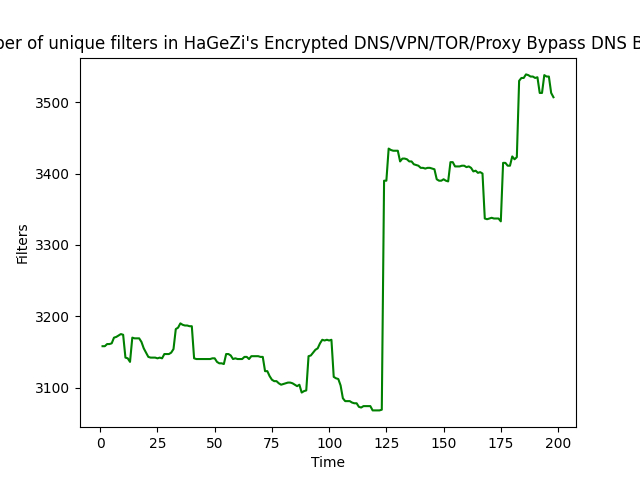 ber of unique filters in HaGeZi's Encrypted DNS/VPN/TOR/Proxy Bypass DNS B
3500
3400
3300
3200
3100
Filters
0 25 50 75 100 125 150 175 200
Time